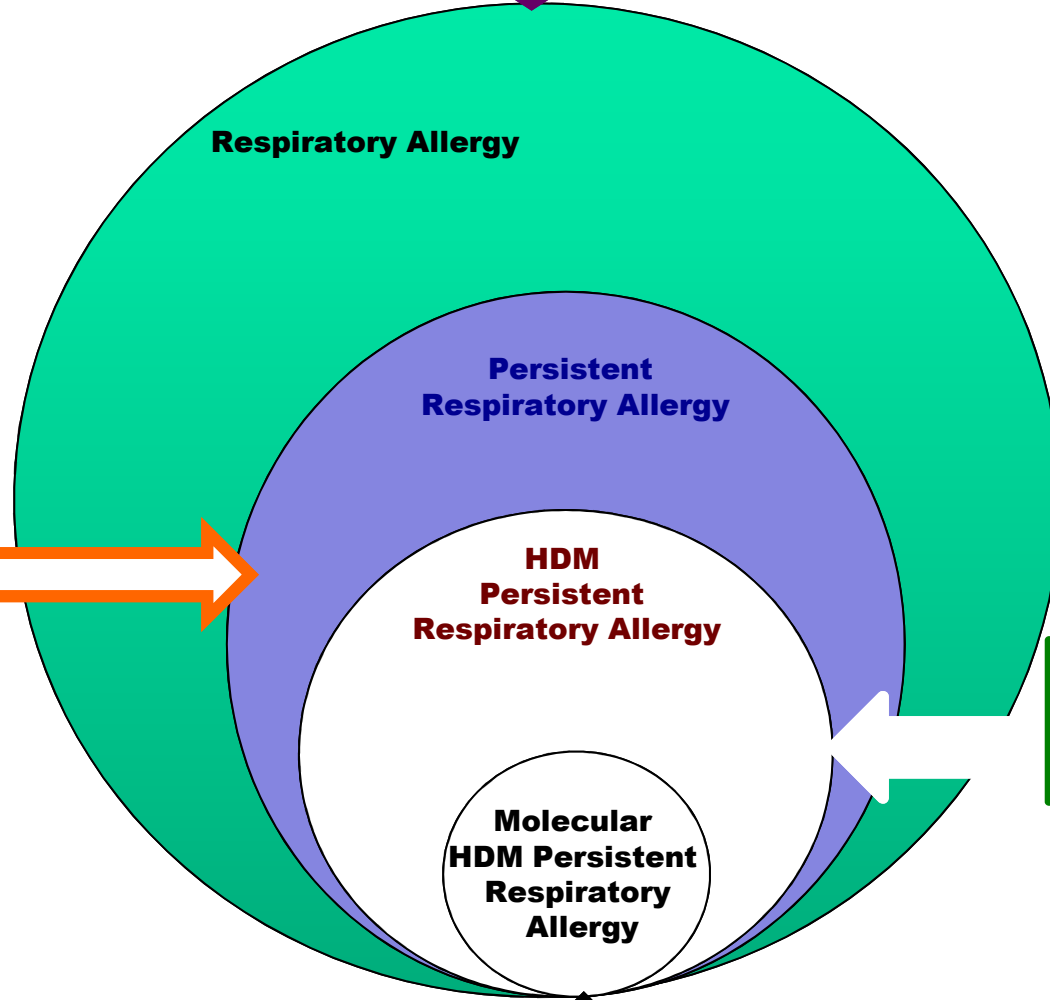 Respiratory Allergy
Persistent
Respiratory Allergy
HDM
Persistent
Respiratory Allergy
Molecular
HDM Persistent
Respiratory
Allergy